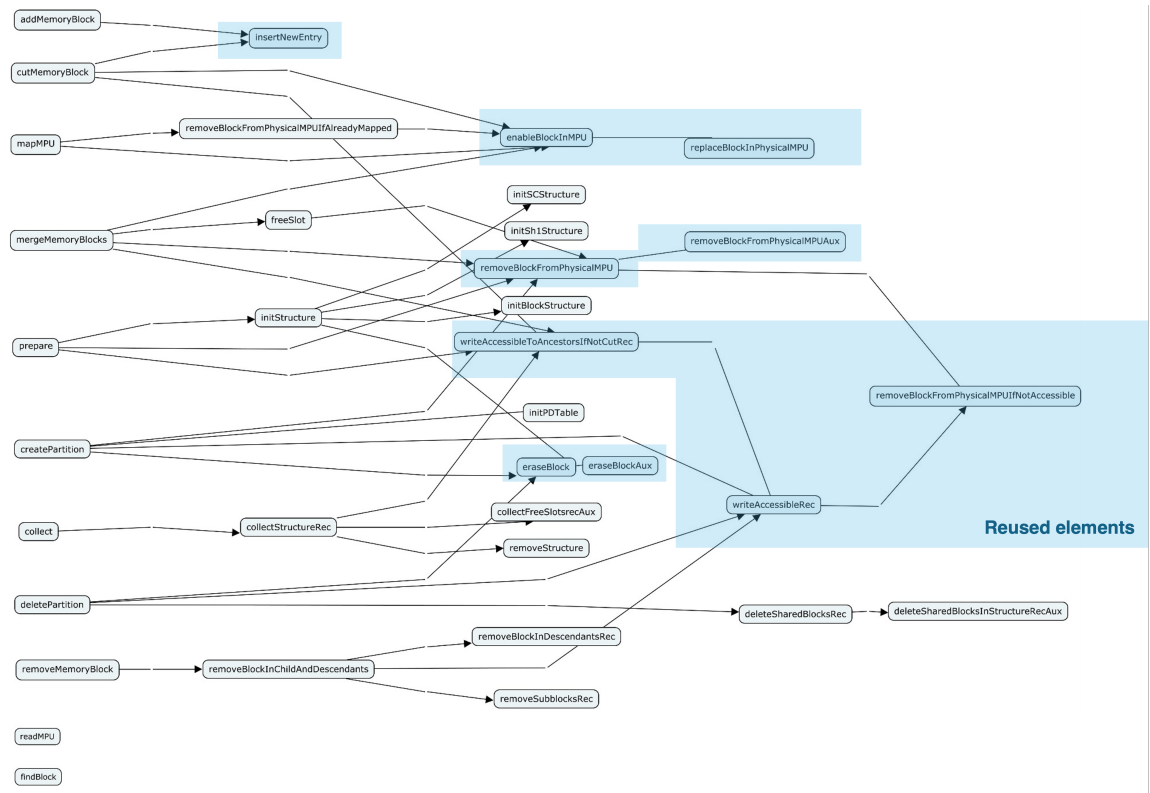 addMemoryBlock
insertNewEntry
cutMemoryBlock
removeBlockFromPhysicalMPUIfAlreadyMapped
enableBlockInMPU
mapMPU
replaceBlockInPhysicalMPU
initSCStructure
freeSlot
initSh1Structure
mergeMemoryBlocks
removeBlockFromPhysicalMPUAux
removeBlockFromPhysicalMPU
initBlockStructure
initStructure
prepare
writeAccessibleToAncestorsIfNotCutRec
removeBlockFromPhysicalMPUIfNotAccessible
initPDTable
createPartition
eraseBlock
eraseBlockAux
writeAccessibleRec
collectFreeSlotsrecAux
collect
collectStructureRec
Reused elements
removeStructure
deletePartition
deleteSharedBlocksRec
deleteSharedBlocksInStructureRecAux
removeBlockInDescendantsRec
removeMemoryBlock
removeBlockInChildAndDescendants
removeSubblocksRec
readMPU
findBlock